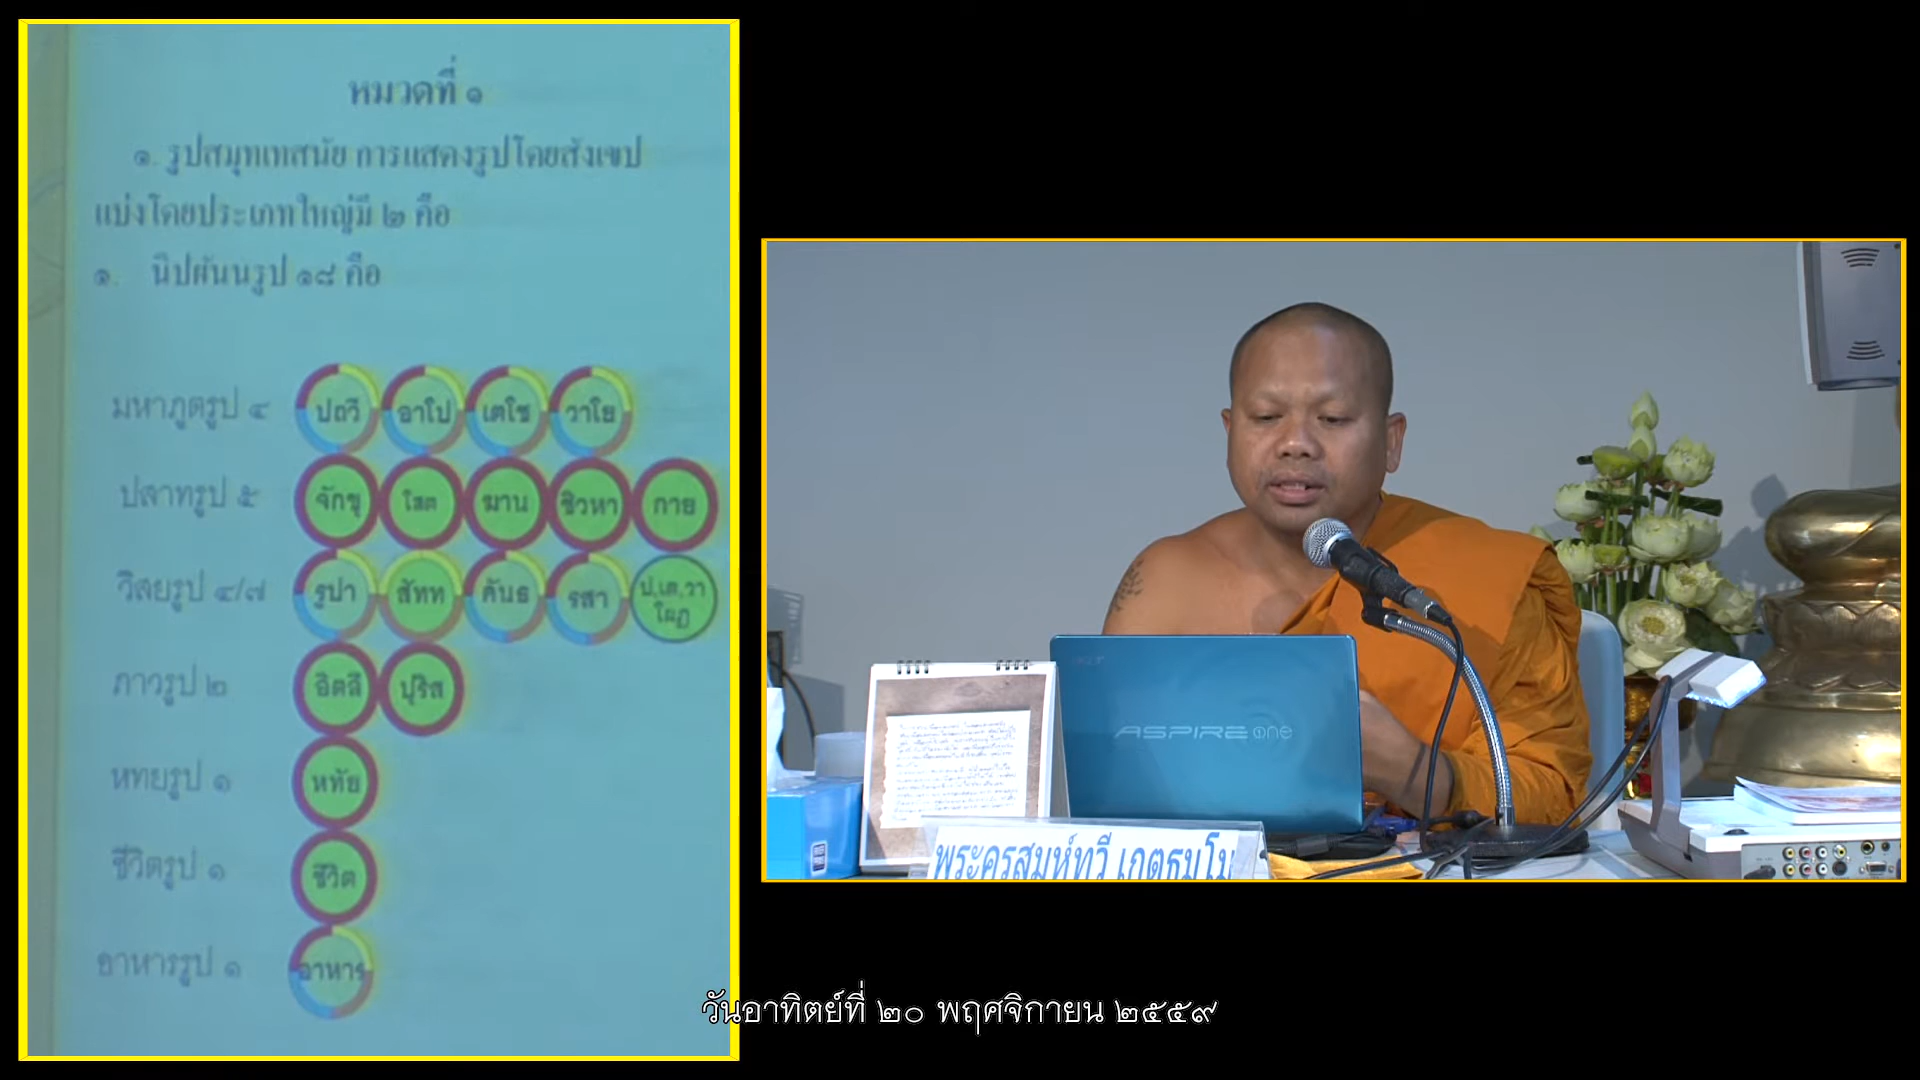 หมวดที่ ๑
๑. รูปสมุทเทสนัย การแสดงรูปโดยสังเขป
แบ่งโดยประเภทใหญ่มี ๒ คือ
๑. นิปผันนรูป ๑๘ คือ
มหาภูตรูป ๔ ปถวี อาโป เตโช วาโย
ปสาทรูป ๕ จักขุ โสต ฆาน ชิวหา กาย
วิสยรูป ๔/๗ รูปา สัทท คันธ รสา ป,เต,วา
โผฏ
ภาวรูป ๒ อิตถี ปุริส
หทยรูป ๑ หทัย
ชีวิตรูป ๑ ชีวิต
อาหารรูป ๑ อาหาร
ASPIRE one
พระครูสมุห์ทวี เกตุธมฺโม
วันอาทิตย์ที่ ๒๐ พฤศจิกายน ๒๕๕๙